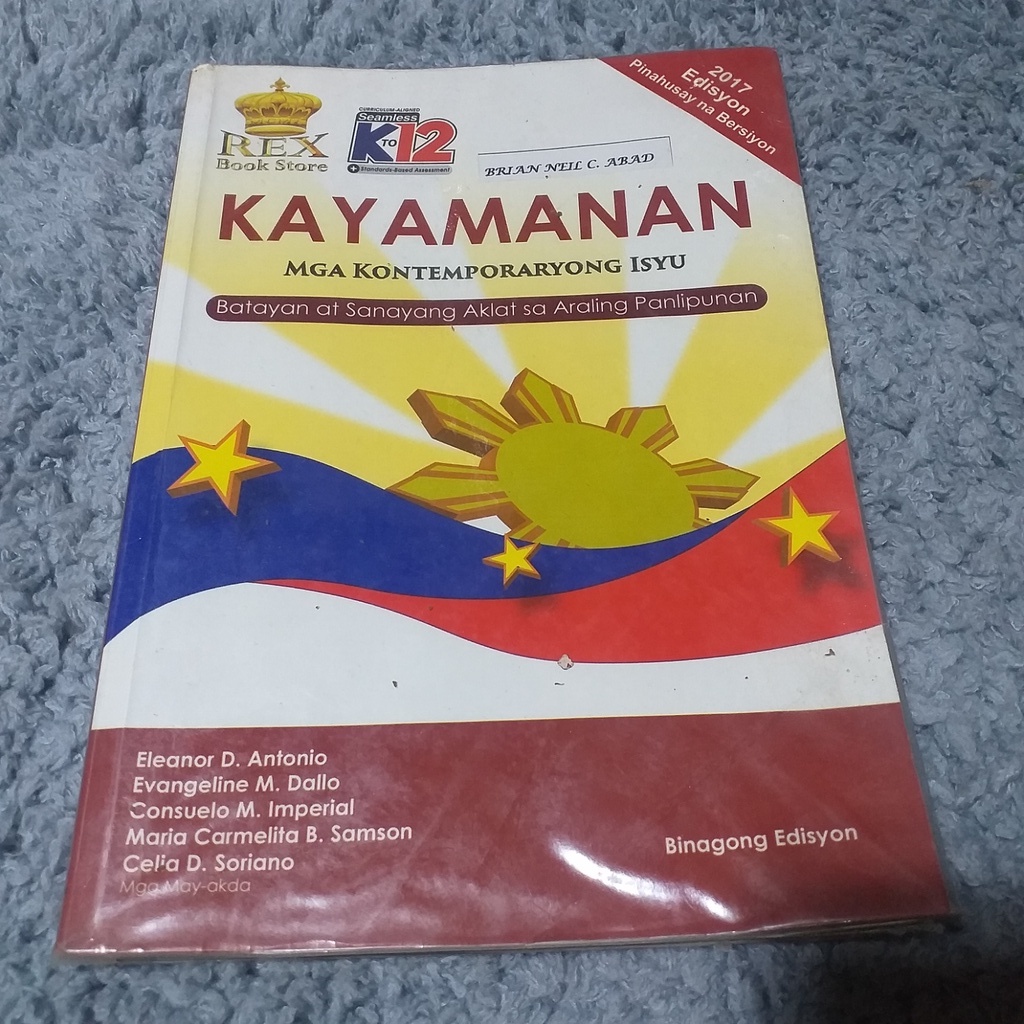 2017
Edisyon
Pinahusay na Bersiyon
REX
Book Store
CURRICULUM-ALIGNED
Seamless
K TO 12
+ Standards-Based Assessment
BRIAN NEIL C. ABAD
KAYAMANAN
MGA KONTEMPORARYONG ISYU
Batayan at Sanayang Aklat sa Araling Panlipunan
Eleanor D. Antonio
Evangeline M. Dallo
Consuelo M. Imperial
Maria Carmelita B. Samson
Celia D. Soriano
Mga May-akda
Binagong Edisyon